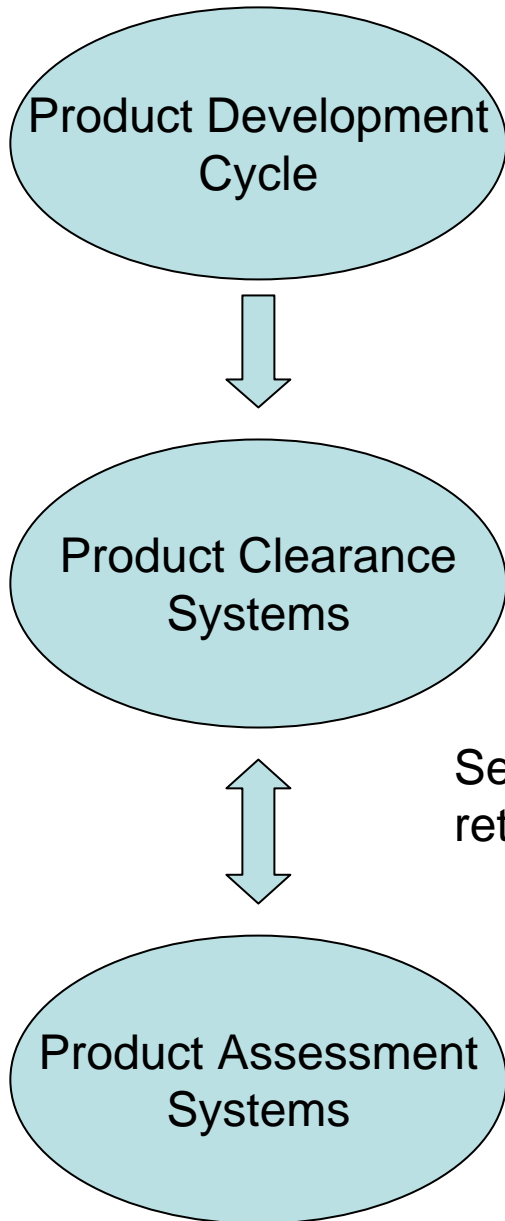 Product Development
Cycle
Product Clearance
Systems
Product Assessment
Systems